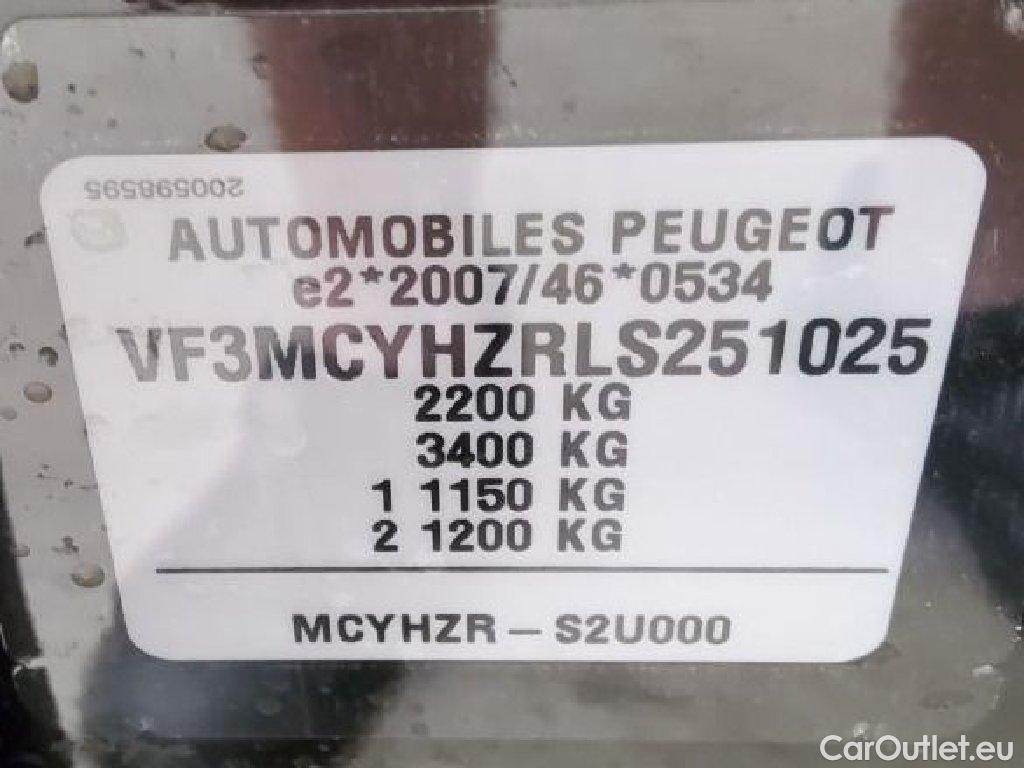 200598595
AUTOMOBILES PEUGEOT
e2*2007/46*0534
VF3MCYHZRLS251025
2200 KG
3400 KG
1 1150 KG
2 1200 KG
MCYHZR – S2U000
CarOutlet.eu